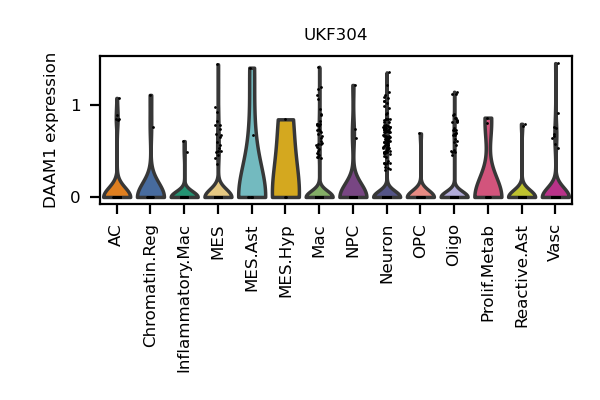 UKF304
DAAM1 expression
1
0
AC
Chromatin.Reg
Inflammatory.Mac
MES
MES.Ast
MES.Hyp
Mac
NPC
Neuron
OPC
Oligo
Prolif.Metab
Reactive.Ast
Vasc